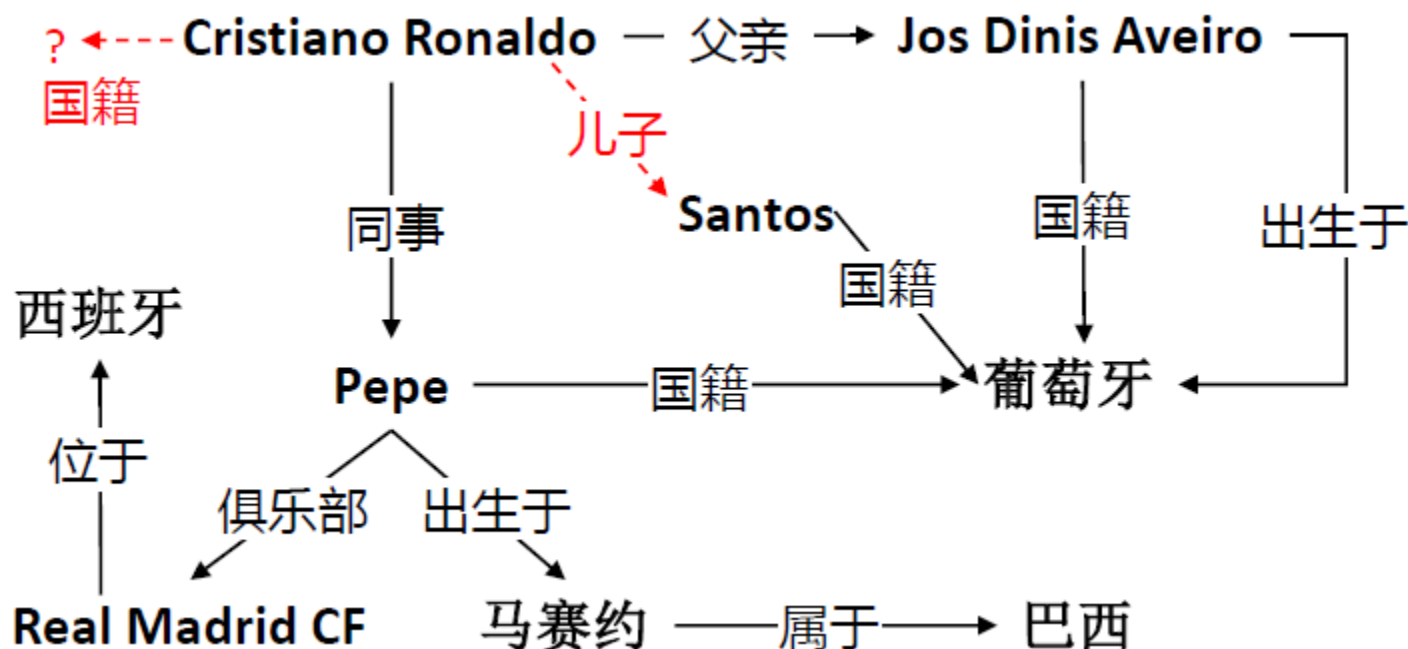 ? Cristiano Ronaldo 父亲 Jos Dinis Aveiro
国籍
儿子
同事
Santos
国籍
出生于
国籍
西班牙
Pepe 国籍 葡萄牙
位于
俱乐部 出生于
Real Madrid CF 马赛约 属于 巴西